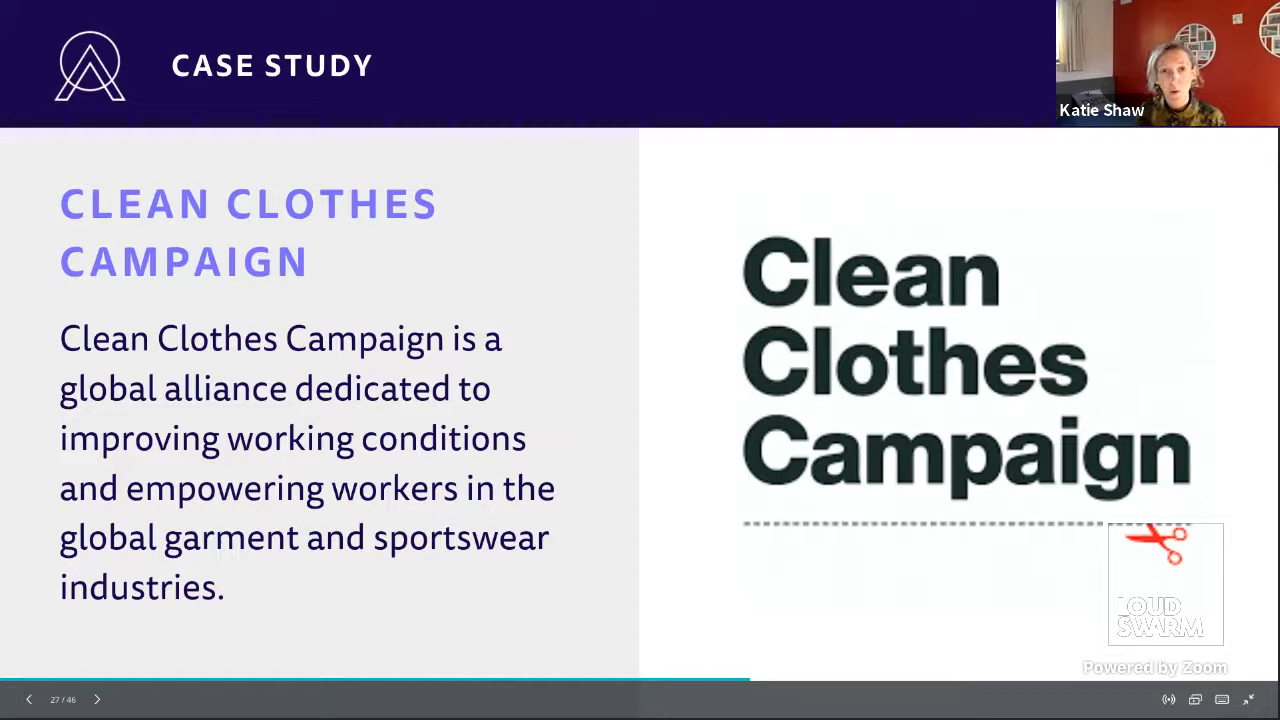 CASE STUDY
Katie Shaw
CLEAN CLOTHES
CAMPAIGN
Clean Clothes Campaign is a
global alliance dedicated to
improving working conditions
and empowering workers in the
global garment and sportswear
industries.
Clean
Clothes
Campaign
LOUD
SWARM
Powered by Zoom
27 / 46